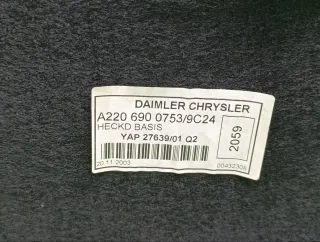 DAIMLER CHRYSLER
A220 690 0753/9C24
HECKD BASIS
YAP 27639/01 Q2
2059
20.11.2003